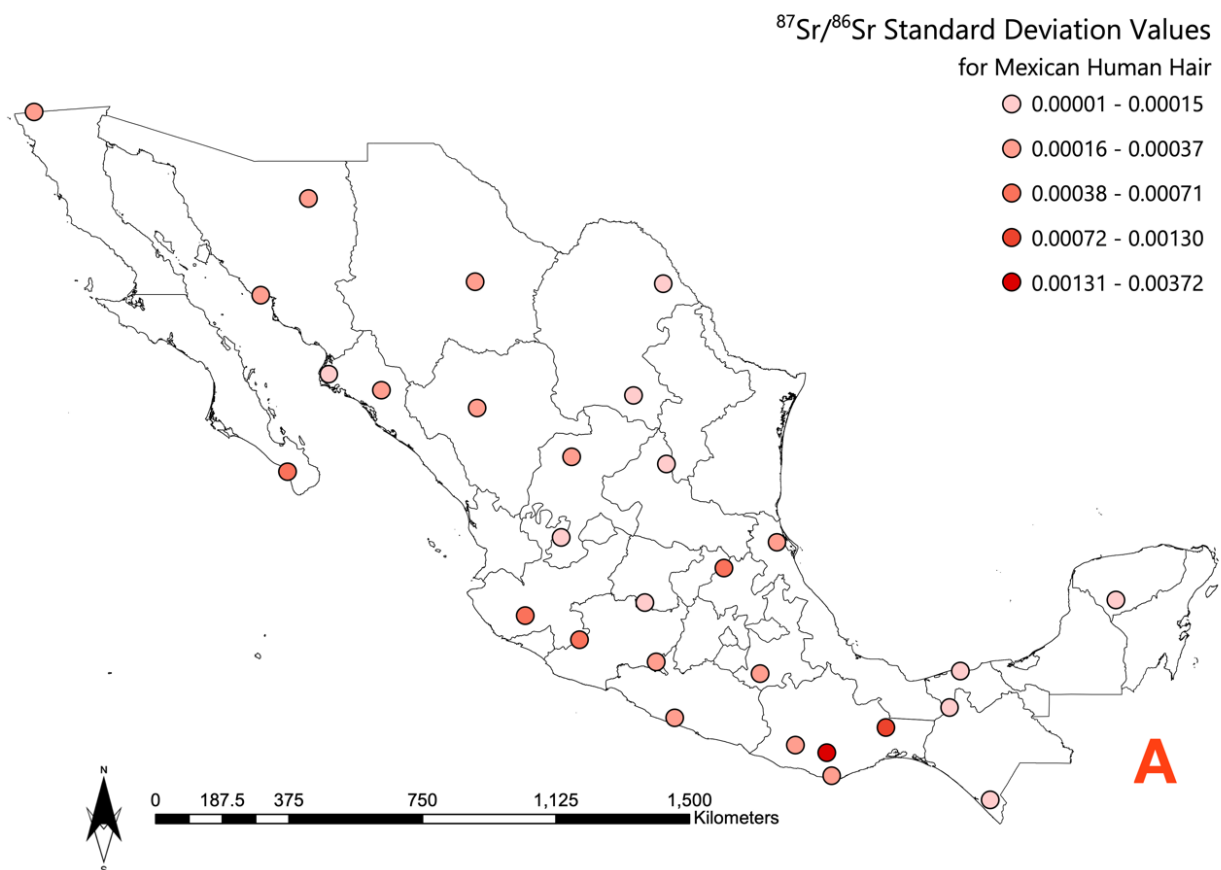 ⁸⁷Sr/⁸⁶Sr Standard Deviation Values
for Mexican Human Hair
0.00001 - 0.00015
0.00016 - 0.00037
0.00038 - 0.00071
0.00072 - 0.00130
0.00131 - 0.00372
A
N
S
0 187.5 375 750 1,125 1,500
Kilometers